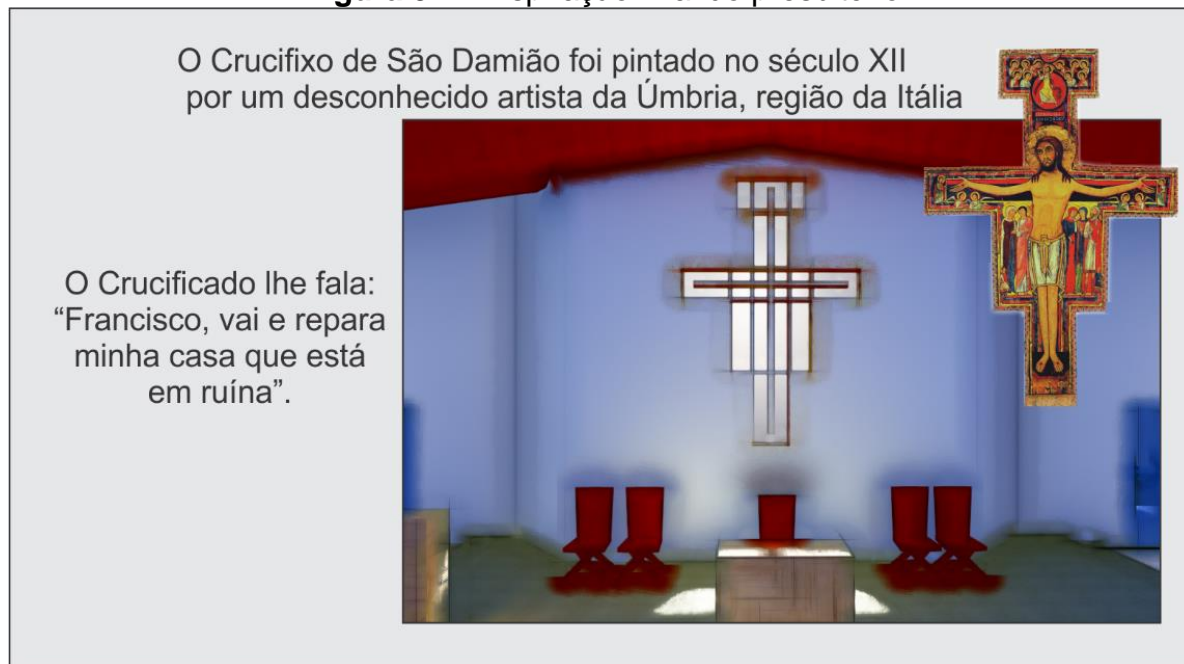 O Crucifixo de São Damião foi pintado no século XII
por um desconhecido artista da Úmbria, região da Itália
O Crucificado lhe fala:
“Francisco, vai e repara
minha casa que está
em ruína”.